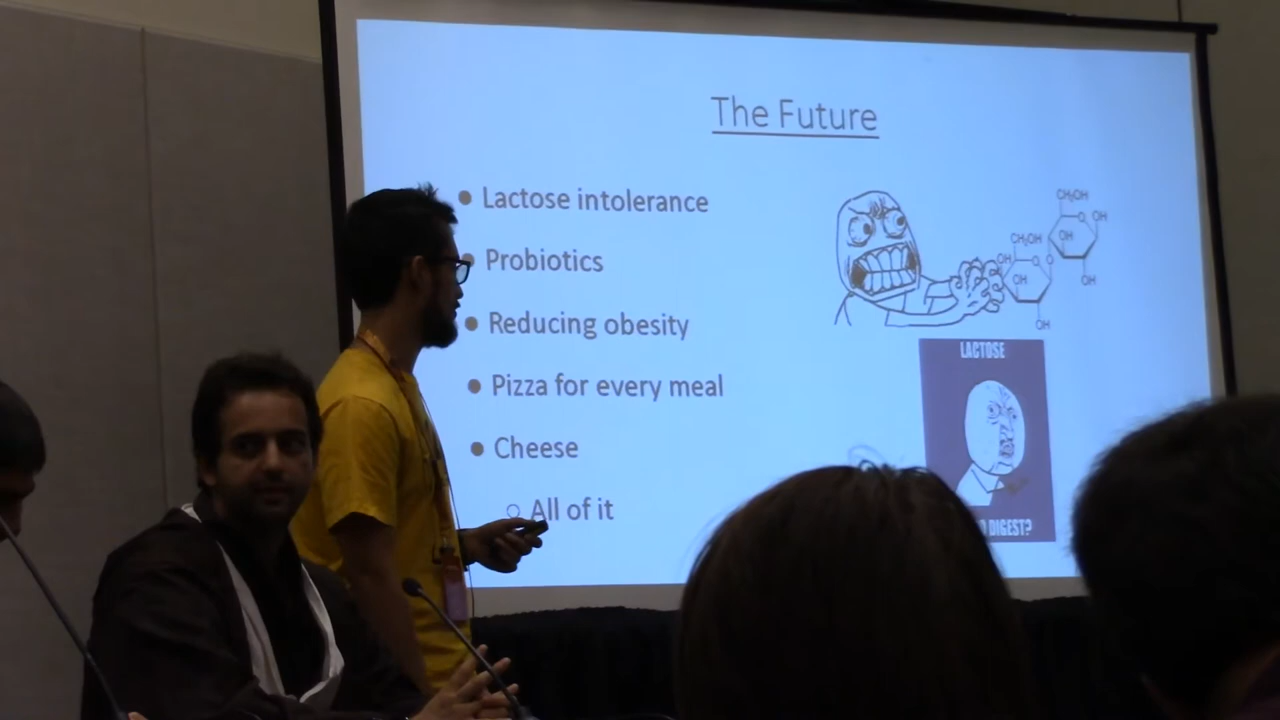 The Future
Lactose intolerance
Probiotics
Reducing obesity
Pizza for every meal
Cheese
All of it
CH₂OH
O
OH
OH
OH
CH₂OH
O
O
OH
OH
OH
LACTOSE
DIGEST?